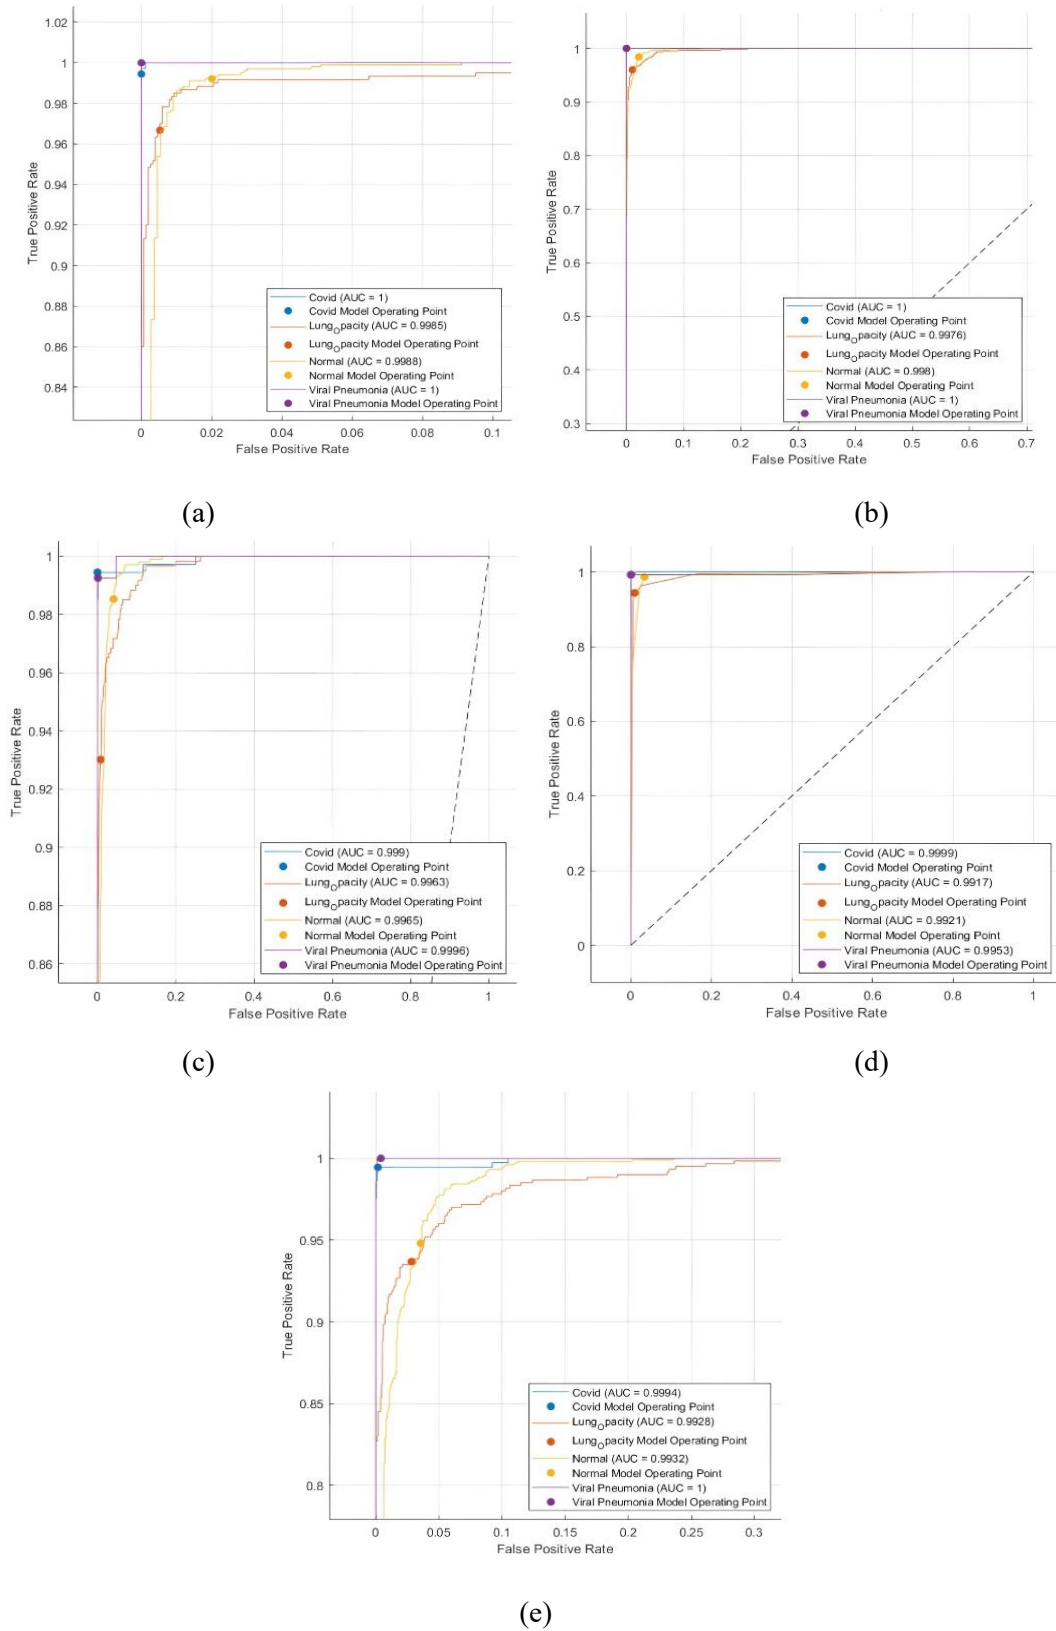 1.02
1
0.98
0.96
0.94
0.92
0.9
0.88
0.86
0.84
True Positive Rate
0 0.02 0.04 0.06 0.08 0.1
False Positive Rate
Covid (AUC = 1)
Covid Model Operating Point
Lung_Opacity (AUC = 0.9985)
Lung_Opacity Model Operating Point
Normal (AUC = 0.9988)
Normal Model Operating Point
Viral Pneumonia (AUC = 1)
Viral Pneumonia Model Operating Point
(a)
1
0.9
0.8
0.7
0.6
0.5
0.4
0.3
True Positive Rate
0 0.1 0.2 0.3 0.4 0.5 0.6 0.7
False Positive Rate
Covid (AUC = 1)
Covid Model Operating Point
Lung_Opacity (AUC = 0.9976)
Lung_Opacity Model Operating Point
Normal (AUC = 0.998)
Normal Model Operating Point
Viral Pneumonia (AUC = 1)
Viral Pneumonia Model Operating Point
(b)
1
0.98
0.96
0.94
0.92
0.9
0.88
0.86
True Positive Rate
0 0.2 0.4 0.6 0.8 1
False Positive Rate
Covid (AUC = 0.999)
Covid Model Operating Point
Lung_Opacity (AUC = 0.9963)
Lung_Opacity Model Operating Point
Normal (AUC = 0.9965)
Normal Model Operating Point
Viral Pneumonia (AUC = 0.9996)
Viral Pneumonia Model Operating Point
(c)
1
0.8
0.6
0.4
0.2
0
True Positive Rate
0 0.2 0.4 0.6 0.8 1
False Positive Rate
Covid (AUC = 0.9999)
Covid Model Operating Point
Lung_Opacity (AUC = 0.9917)
Lung_Opacity Model Operating Point
Normal (AUC = 0.9921)
Normal Model Operating Point
Viral Pneumonia (AUC = 0.9953)
Viral Pneumonia Model Operating Point
(d)
1
0.95
0.9
0.85
0.8
True Positive Rate
0 0.05 0.1 0.15 0.2 0.25 0.3
False Positive Rate
Covid (AUC = 0.9994)
Covid Model Operating Point
Lung_Opacity (AUC = 0.9928)
Lung_Opacity Model Operating Point
Normal (AUC = 0.9932)
Normal Model Operating Point
Viral Pneumonia (AUC = 1)
Viral Pneumonia Model Operating Point
(e)